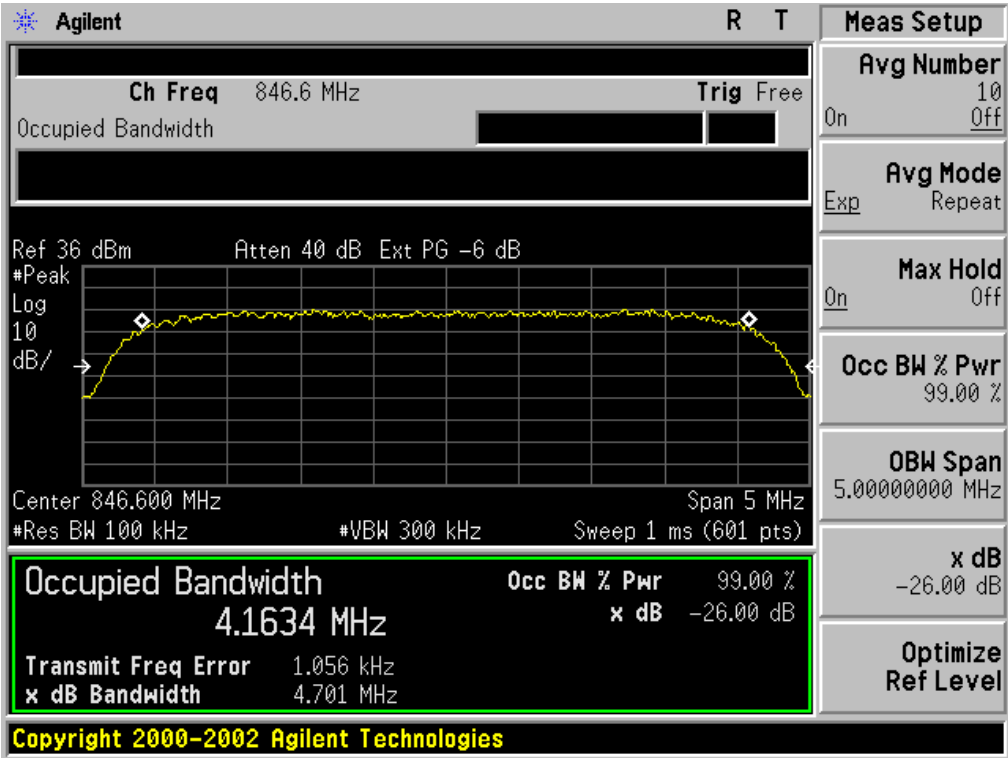 Agilent R T
Ch Freq 846.6 MHz Trig Free
Occupied Bandwidth
Ref 36 dBm Atten 40 dB Ext PG -6 dB
#Peak
Log
10
dB/
Center 846.600 MHz Span 5 MHz
#Res BW 100 kHz #VBW 300 kHz Sweep 1 ms (601 pts)
Occupied Bandwidth Occ BW % Pwr 99.00 %
4.1634 MHz x dB -26.00 dB
Transmit Freq Error 1.056 kHz
x dB Bandwidth 4.701 MHz
Copyright 2000-2002 Agilent Technologies
Meas Setup
Avg Number
10
On Off
Avg Mode
Exp Repeat
Max Hold
On Off
Occ BW % Pwr
99.00 %
OBW Span
5.00000000 MHz
x dB
-26.00 dB
Optimize
Ref Level